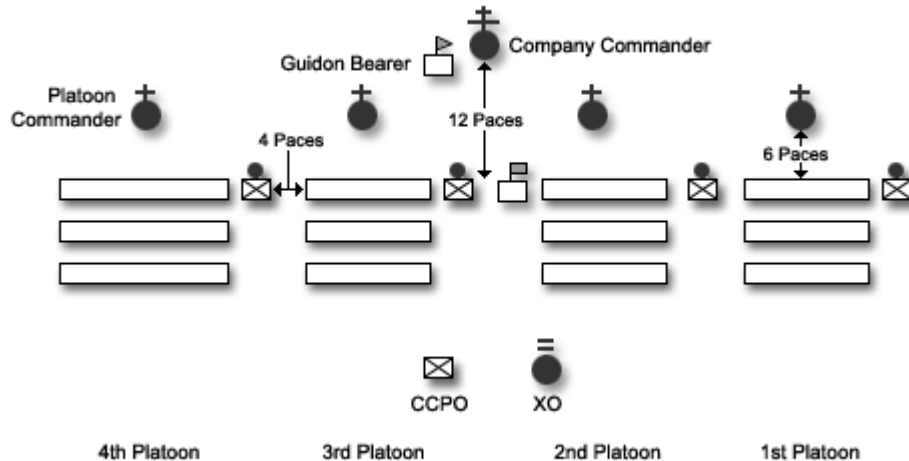 Company Commander
Guidon Bearer
Platoon
Commander
12 Paces
4 Paces
6 Paces
CCPO
XO
4th Platoon
3rd Platoon
2nd Platoon
1st Platoon